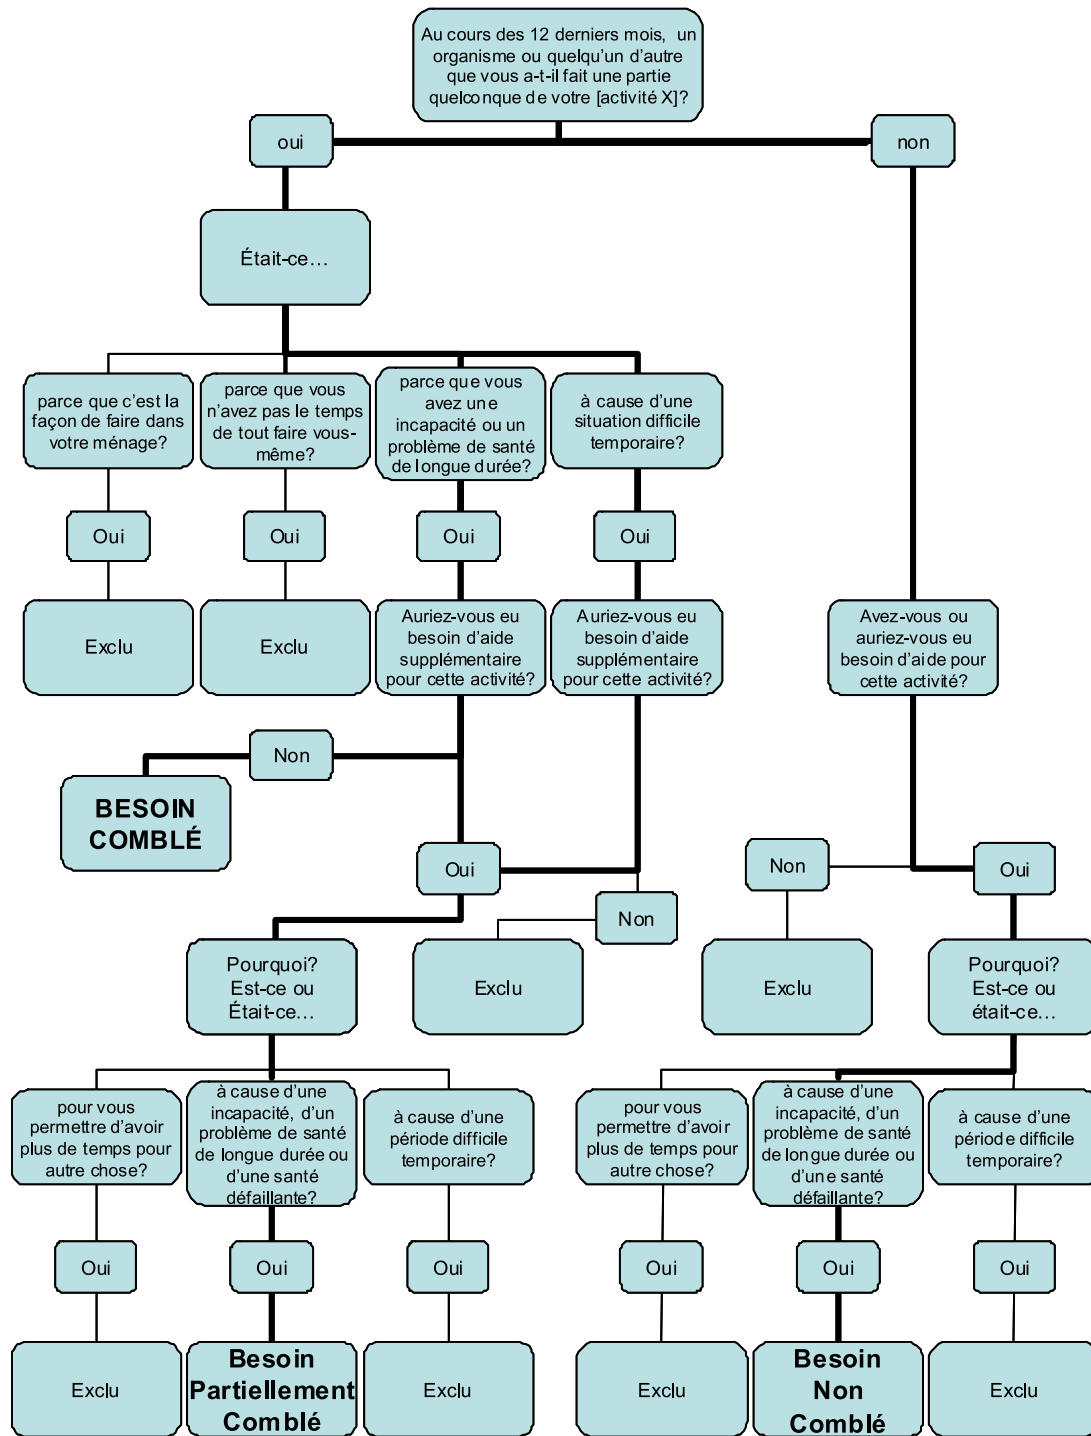 Au cours des 12 derniers mois, un
organisme ou quelqu'un d'autre
que vous a-t-il fait une partie
quelconque de votre [activité X]?
oui
non
Était-ce…
parce que c'est la
façon de faire dans
votre ménage?
parce que vous
n'avez pas le temps
de tout faire vous-
même?
parce que vous
avez une
incapacité ou un
problème de santé
de longue durée?
à cause d'une
situation difficile
temporaire?
Oui
Oui
Oui
Oui
Exclu
Exclu
Auriez-vous eu
besoin d'aide
supplémentaire
pour cette activité?
Auriez-vous eu
besoin d'aide
supplémentaire
pour cette activité?
Avez-vous ou
auriez-vous eu
besoin d'aide pour
cette activité?
Non
BESOIN
COMBLÉ
Oui
Non
Non
Oui
Pourquoi?
Est-ce ou
Était-ce…
Exclu
Exclu
Pourquoi?
Est-ce ou
était-ce…
pour vous
permettre d'avoir
plus de temps pour
autre chose?
à cause d'une
incapacité, d'un
problème de santé
de longue durée ou
d'une santé
défaillante?
à cause d'une
période difficile
temporaire?
pour vous
permettre d'avoir
plus de temps pour
autre chose?
à cause d'une
incapacité, d'un
problème de santé
de longue durée ou
d'une santé
défaillante?
à cause d'une
période difficile
temporaire?
Oui
Oui
Oui
Oui
Oui
Oui
Exclu
Besoin
Partiellement
Comblé
Exclu
Exclu
Besoin
Non
Comblé
Exclu